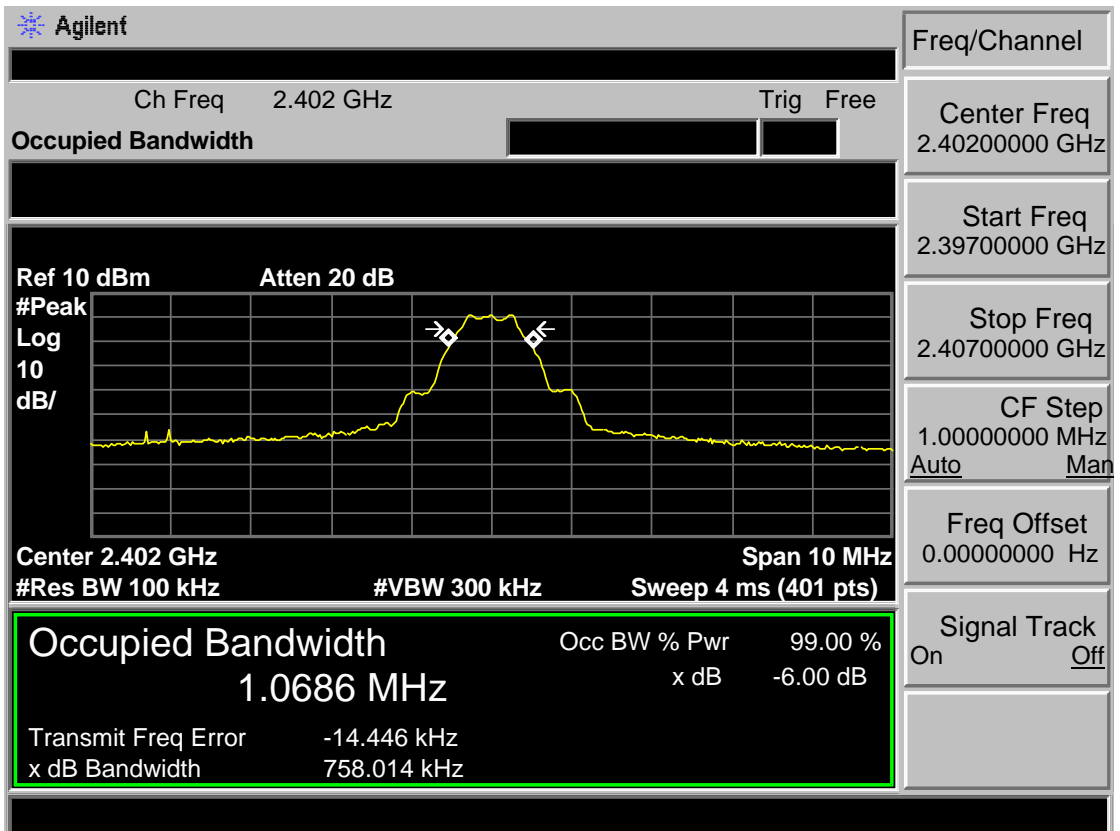 Agilent
Freq/Channel
Ch Freq 2.402 GHz Trig Free
Occupied Bandwidth
Center Freq
2.40200000 GHz
Start Freq
2.39700000 GHz
Stop Freq
2.40700000 GHz
CF Step
1.00000000 MHz
Auto Man
Freq Offset
0.00000000 Hz
Signal Track
On Off
Ref 10 dBm Atten 20 dB
#Peak
Log
10
dB/
Center 2.402 GHz Span 10 MHz
#Res BW 100 kHz #VBW 300 kHz Sweep 4 ms (401 pts)
Occupied Bandwidth
1.0686 MHz
Occ BW % Pwr 99.00 %
x dB -6.00 dB
Transmit Freq Error -14.446 kHz
x dB Bandwidth 758.014 kHz